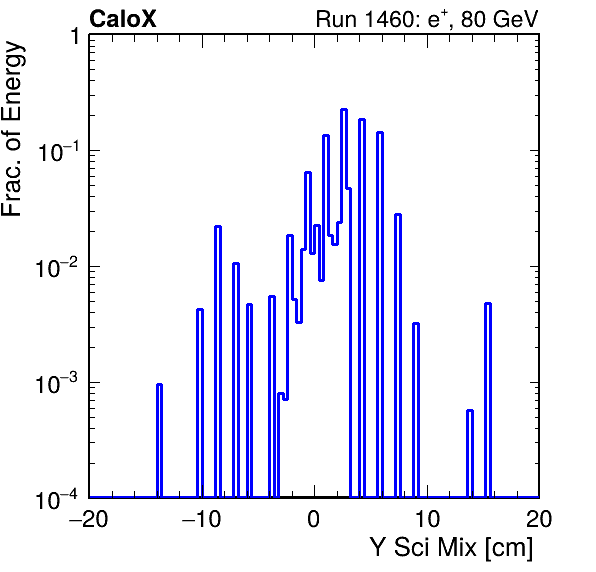 CaloX Run 1460: e⁺, 80 GeV
Frac. of Energy
1
10⁻¹
10⁻²
10⁻³
10⁻⁴
−20 −10 0 10 20
Y Sci Mix [cm]